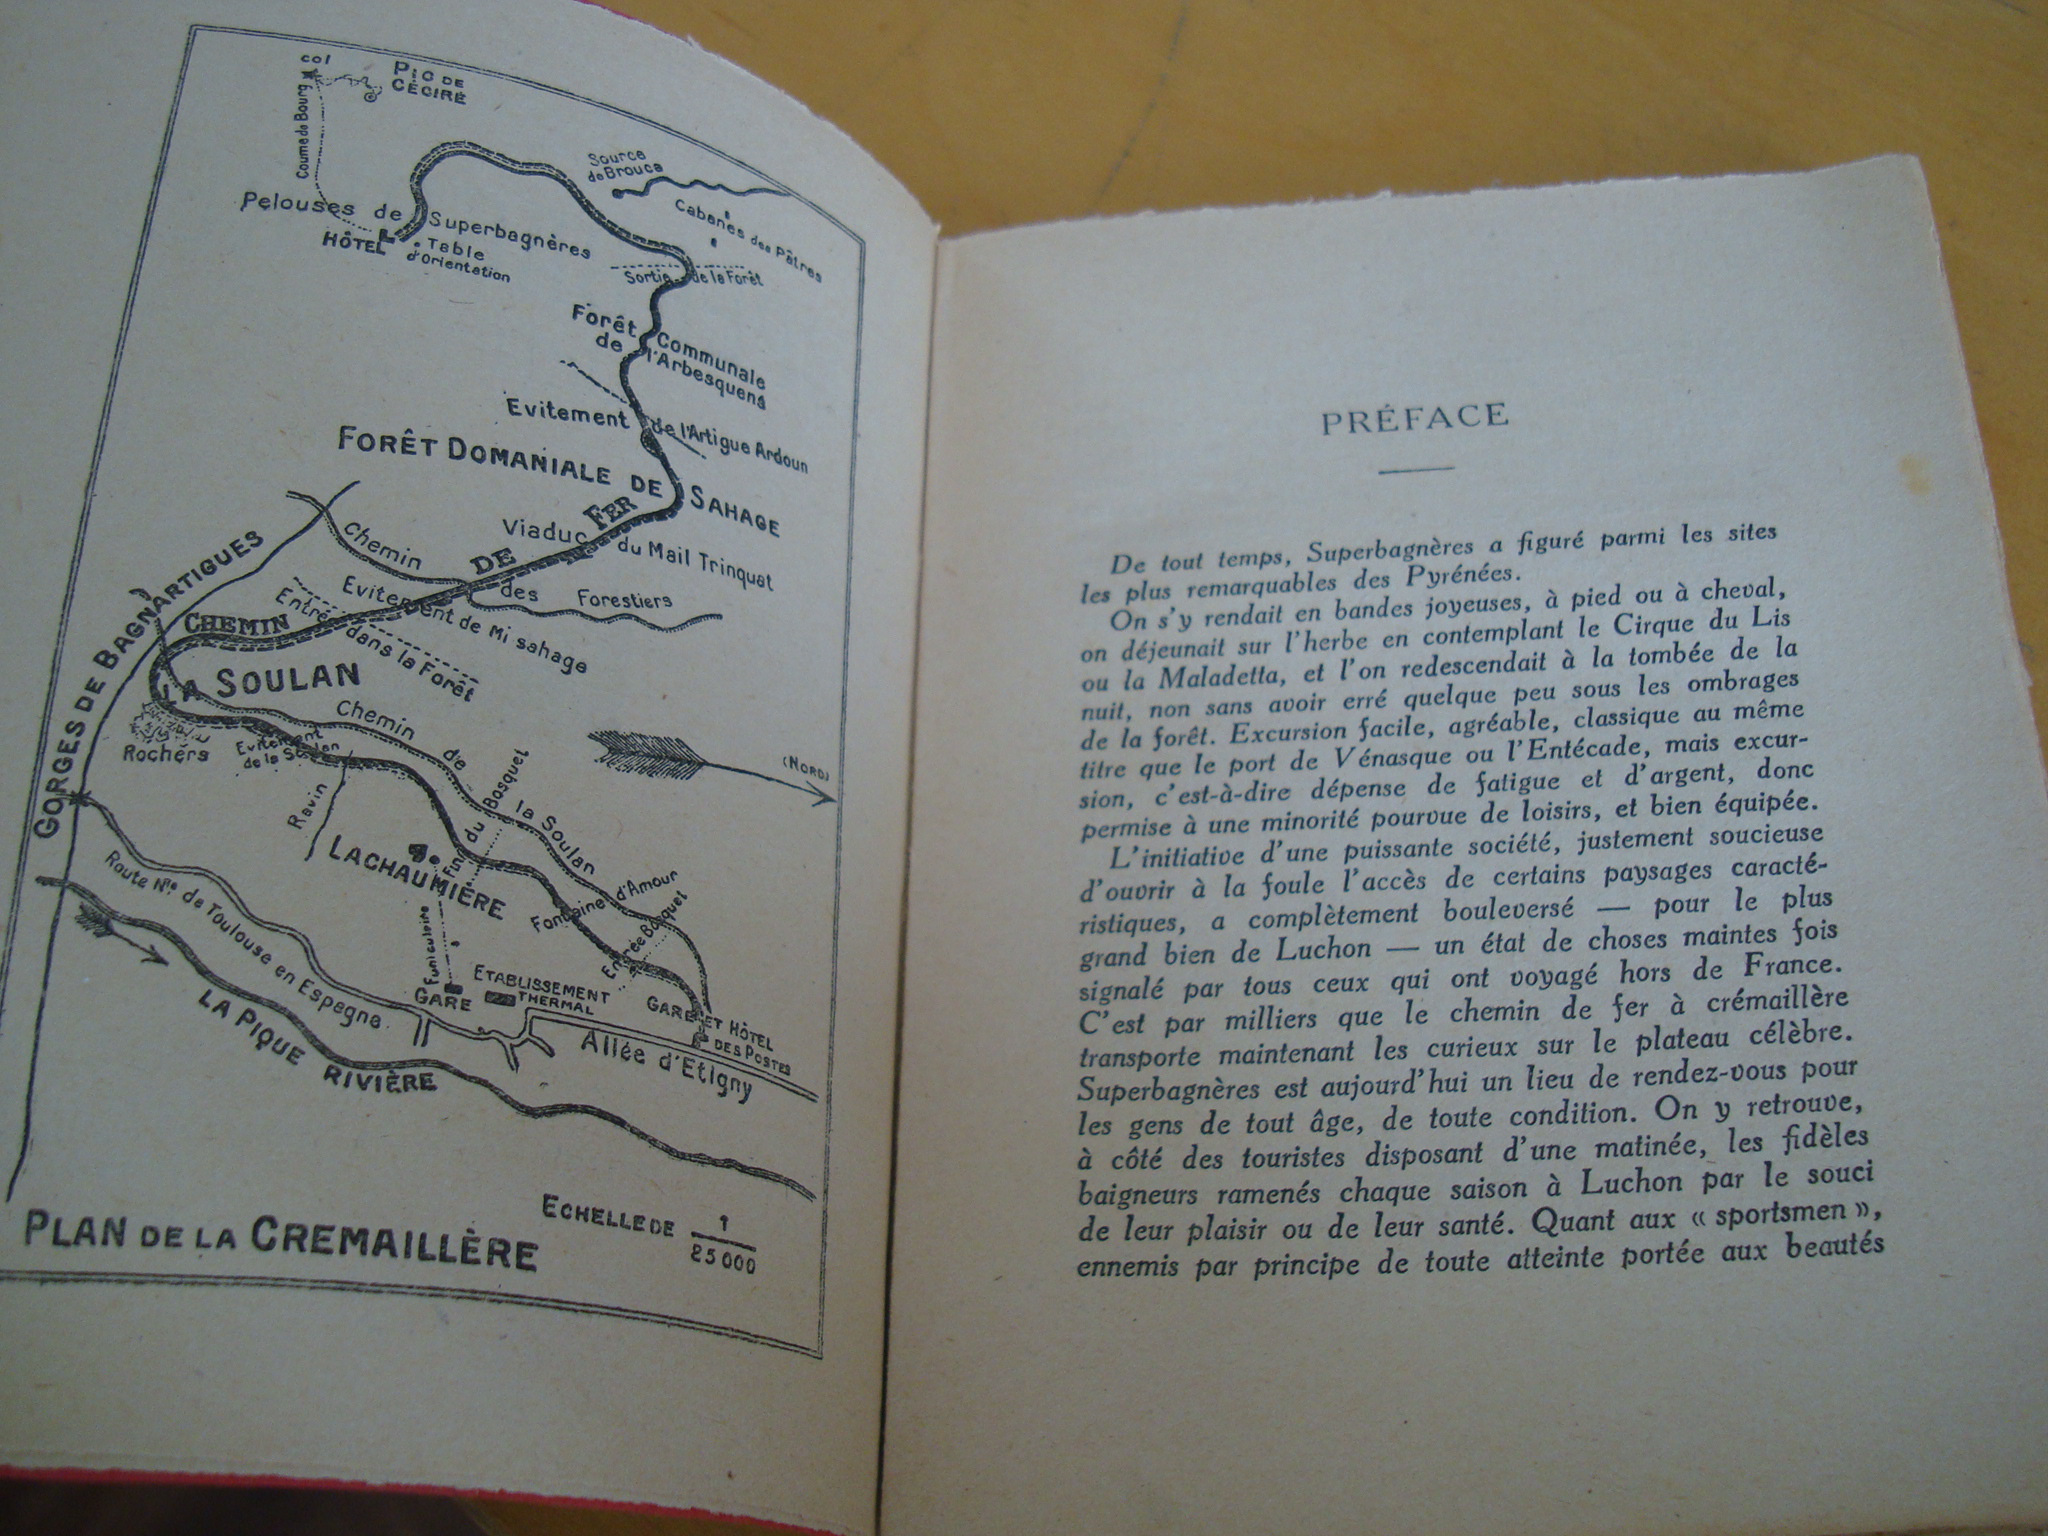 col
PIC DE
CÉCIRÉ
Coume de Bourg
Source
de Brouca
Cabanes des Pâtres
Pelouses de Superbagnères
HÔTEL
Table
d'Orientation
Sortie de la Forêt
Forêt Communale
de l'Arbesquens
Evitement de l'Artigue Ardoun
FORÊT DOMANIALE DE SAHAGE
Viaduc du Mail Trinquat
CHEMIN DE FER
Chemin des Forestiers
Evitement de Mi sahage
Entrée dans la Forêt
GORGES DE BAGNARTIGUES
LA SOULAN
Rochers
Evitement
de la Soulan
Chemin de la Soulan
Ravin
(NORD)
Fin du Bosquet
LA CHAUMIÈRE
Fontaine d'Amour
Entrée Bosquet
Funiculaire
Route Nle de Toulouse en Espagne
GARE
ETABLISSEMENT
THERMAL
GARE ET HÔTEL
DES POSTES
Allée d'Etigny
LA PIQUE RIVIÈRE
PLAN DE LA CREMAILLÈRE
ECHELLE DE 1
25000
PRÉFACE
De tout temps, Superbagnères a figuré parmi les sites
les plus remarquables des Pyrénées.
On s'y rendait en bandes joyeuses, à pied ou à cheval,
on déjeunait sur l'herbe en contemplant le Cirque du Lis
ou la Maladetta, et l'on redescendait à la tombée de la
nuit, non sans avoir erré quelque peu sous les ombrages
de la forêt. Excursion facile, agréable, classique au même
titre que le port de Vénasque ou l'Entécade, mais excur-
sion, c'est-à-dire dépense de fatigue et d'argent, donc
permise à une minorité pourvue de loisirs, et bien équipée.
L'initiative d'une puissante société, justement soucieuse
d'ouvrir à la foule l'accès de certains paysages caracté-
ristiques, a complètement bouleversé — pour le plus
grand bien de Luchon — un état de choses maintes fois
signalé par tous ceux qui ont voyagé hors de France.
C'est par milliers que le chemin de fer à crémaillère
transporte maintenant les curieux sur le plateau célèbre.
Superbagnères est aujourd'hui un lieu de rendez-vous pour
les gens de tout âge, de toute condition. On y retrouve,
à côté des touristes disposant d'une matinée, les fidèles
baigneurs ramenés chaque saison à Luchon par le souci
de leur plaisir ou de leur santé. Quant aux « sportsmen »,
ennemis par principe de toute atteinte portée aux beautés